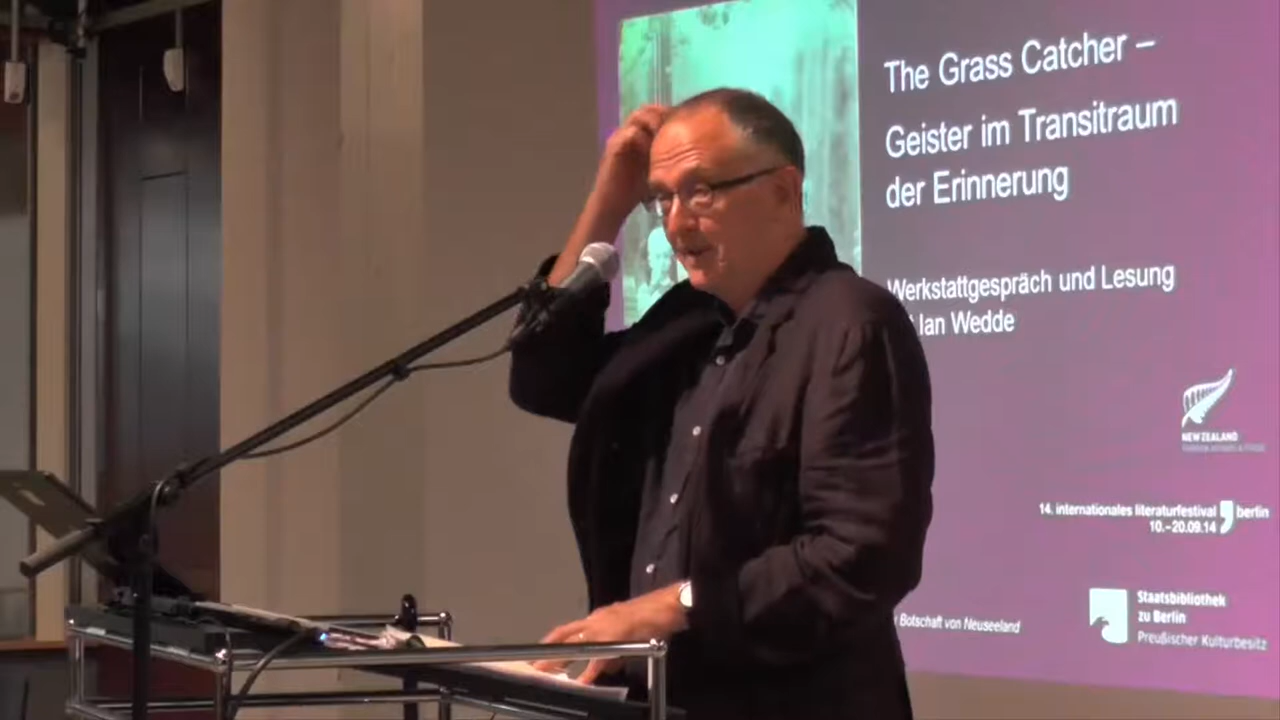 The Grass Catcher –
Geister im Transitraum
der Erinnerung
Werkstattgespräch und Lesung
Ian Wedde
NEW ZEALAND
14. internationales literaturfestival berlin
10.–20.09.14
Staatsbibliothek
zu Berlin
Preußischer Kulturbesitz
Botschaft von Neuseeland